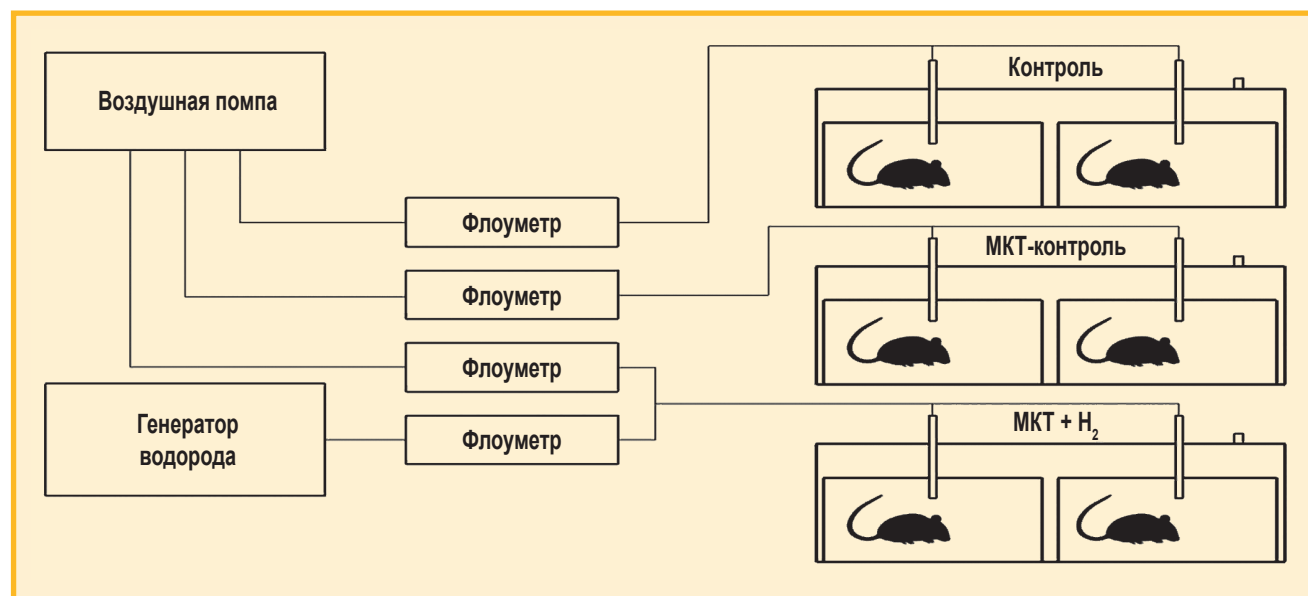 Воздушная помпа
Контроль
Флоуметр
МКТ-контроль
Флоуметр
Флоуметр
Генератор
водорода
Флоуметр
МКТ + H₂